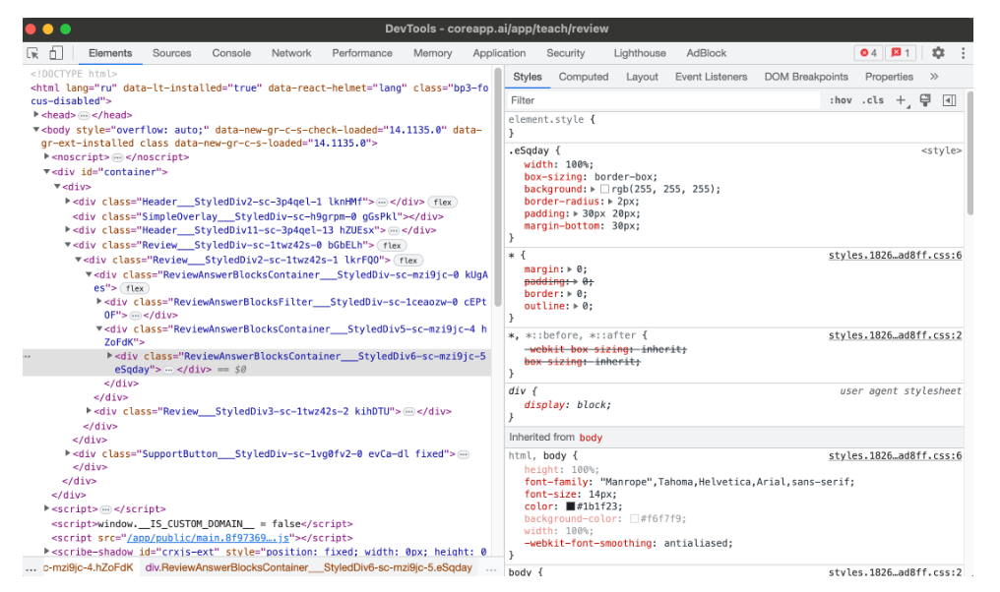 DevTools - coreapp.ai/app/teach/review
Elements Sources Console Network Performance Memory Application Security Lighthouse AdBlock 4 1
<!DOCTYPE html>
<html lang="ru" data-lt-installed="true" data-react-helmet="lang" class="bp3-fo
cus-disabled">
<head>…</head>
<body style="overflow: auto;" data-new-gr-c-s-check-loaded="14.1135.0" data-
gr-ext-installed class data-new-gr-c-s-loaded="14.1135.0">
<noscript>…</noscript>
<div id="container">
<div>
<div class="Header___StyledDiv2-sc-3p4qel-1 lknHMf">…</div> flex
<div class="SimpleOverlay___StyledDiv-sc-h9grpm-0 gGsPkl"></div>
<div class="Header___StyledDiv11-sc-3p4qel-13 hZUEsx">…</div>
<div class="Review___StyledDiv-sc-1twz42s-0 bGbELh"> flex
<div class="Review___StyledDiv2-sc-1twz42s-1 lkrFQO"> flex
<div class="ReviewAnswerBlocksContainer___StyledDiv-sc-mzi9jc-0 kUgA
es"> flex
<div class="ReviewAnswerBlocksFilter___StyledDiv-sc-1ceaozw-0 cEPt
OF">…</div>
<div class="ReviewAnswerBlocksContainer___StyledDiv5-sc-mzi9jc-4 h
ZoFdK">
… <div class="ReviewAnswerBlocksContainer___StyledDiv6-sc-mzi9jc-5
eSqday">…</div> == $0
</div>
</div>
<div class="Review___StyledDiv3-sc-1twz42s-2 kihDTU">…</div>
</div>
</div>
<div class="SupportButton___StyledDiv-sc-1vg0fv2-0 evCa-dl fixed">…
</div>
</div>
</div>
<script>…</script>
<script>window.__IS_CUSTOM_DOMAIN__ = false</script>
<script src="/app/public/main.8f97369….js"></script>
<scribe-shadow id="crxjs-ext" style="position: fixed; width: 0px; height: 0
… c-mzi9jc-4.hZoFdK div.ReviewAnswerBlocksContainer___StyledDiv6-sc-mzi9jc-5.eSqday …
Styles Computed Layout Event Listeners DOM Breakpoints Properties »
Filter :hov .cls +
element.style {
}
.eSqday { <style>
width: 100%;
box-sizing: border-box;
background: rgb(255, 255, 255);
border-radius: 2px;
padding: 30px 20px;
margin-bottom: 30px;
}
* { styles.1826…ad8ff.css:6
margin: 0;
padding: 0;
border: 0;
outline: 0;
}
*, *::before, *::after { styles.1826…ad8ff.css:2
-webkit-box-sizing: inherit;
box-sizing: inherit;
}
div { user agent stylesheet
display: block;
}
Inherited from body
html, body { styles.1826…ad8ff.css:6
height: 100%;
font-family: "Manrope",Tahoma,Helvetica,Arial,sans-serif;
font-size: 14px;
color: #1b1f23;
background-color: #f6f7f9;
width: 100%;
-webkit-font-smoothing: antialiased;
}
body { styles.1826…ad8ff.css:2